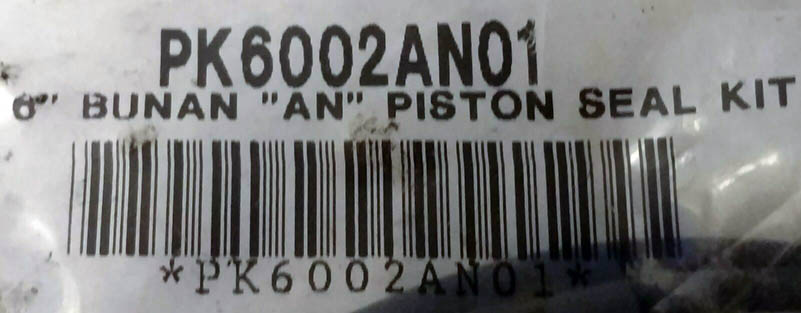 PK6002AN01
6" BUNAN "AN" PISTON SEAL KIT
*PK6002AN01*